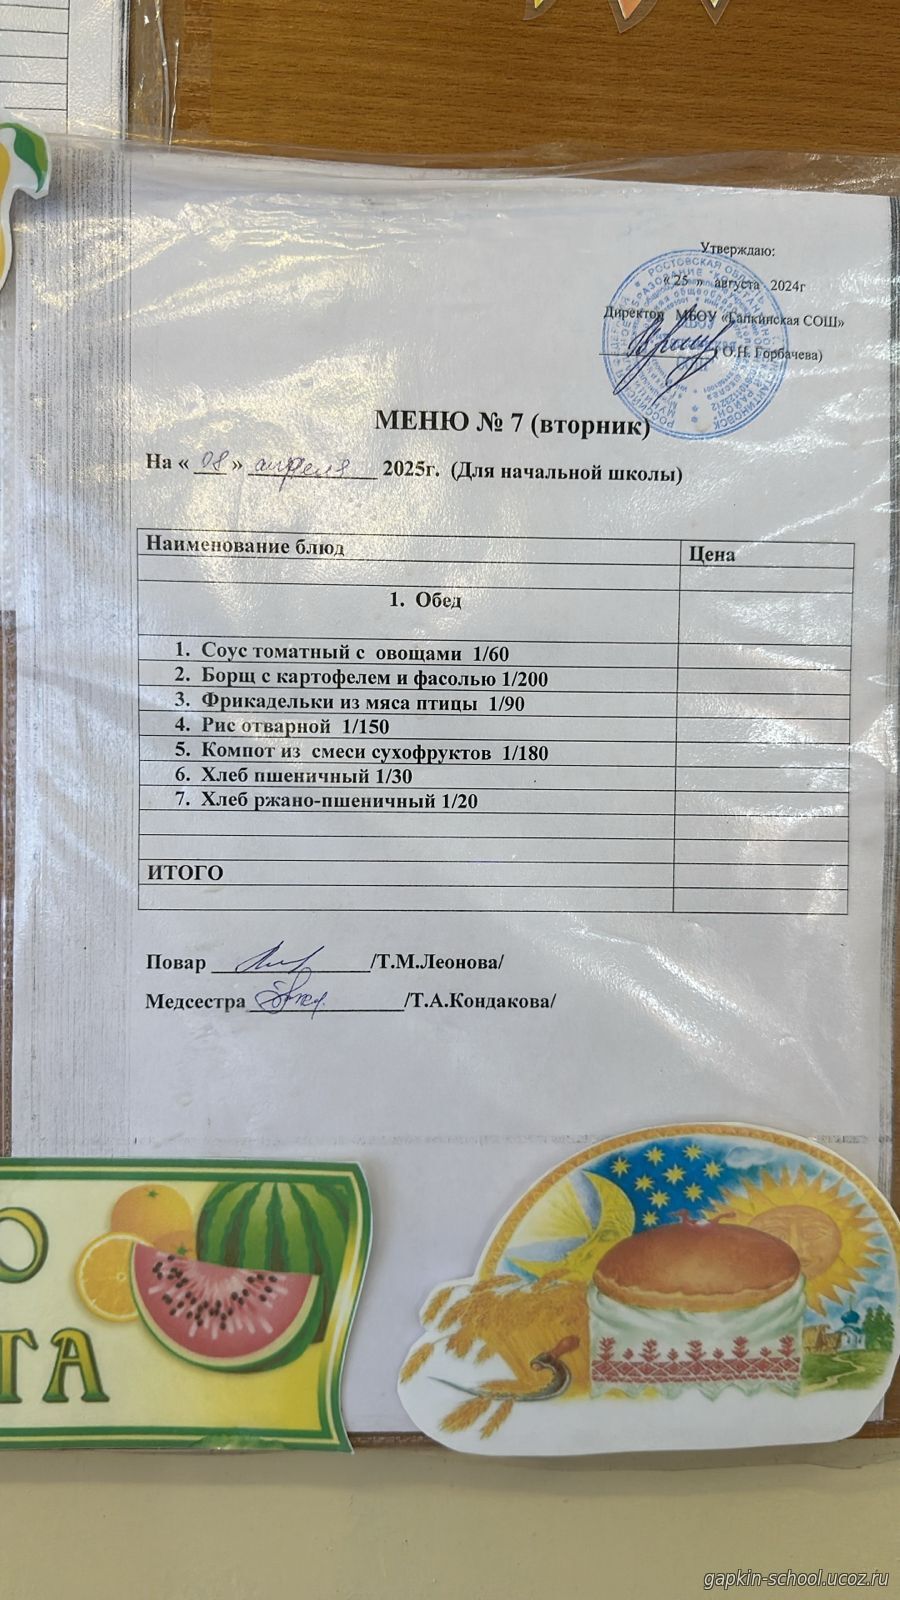 Утверждаю:
« 25 » августа 2024г
Директор МБОУ «Гапкинская СОШ»
( О.Н. Горбачева)
МЕНЮ № 7 (вторник)
На « 08 » апреля 2025г. (Для начальной школы)
Наименование блюд Цена
1. Обед
1. Соус томатный с овощами 1/60
2. Борщ с картофелем и фасолью 1/200
3. Фрикадельки из мяса птицы 1/90
4. Рис отварной 1/150
5. Компот из смеси сухофруктов 1/180
6. Хлеб пшеничный 1/30
7. Хлеб ржано-пшеничный 1/20
ИТОГО
Повар /Т.М.Леонова/
Медсестра /Т.А.Кондакова/
gapkin-school.ucoz.ru